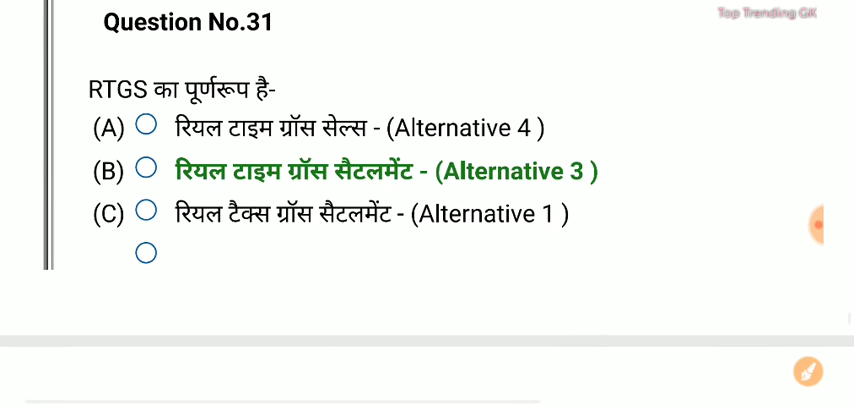 Top Trending GK
Question No.31
RTGS का पूर्णरूप है-
(A) रियल टाइम ग्रॉस सेल्स - (Alternative 4 )
(B) रियल टाइम ग्रॉस सैटलमेंट - (Alternative 3 )
(C) रियल टैक्स ग्रॉस सैटलमेंट - (Alternative 1 )